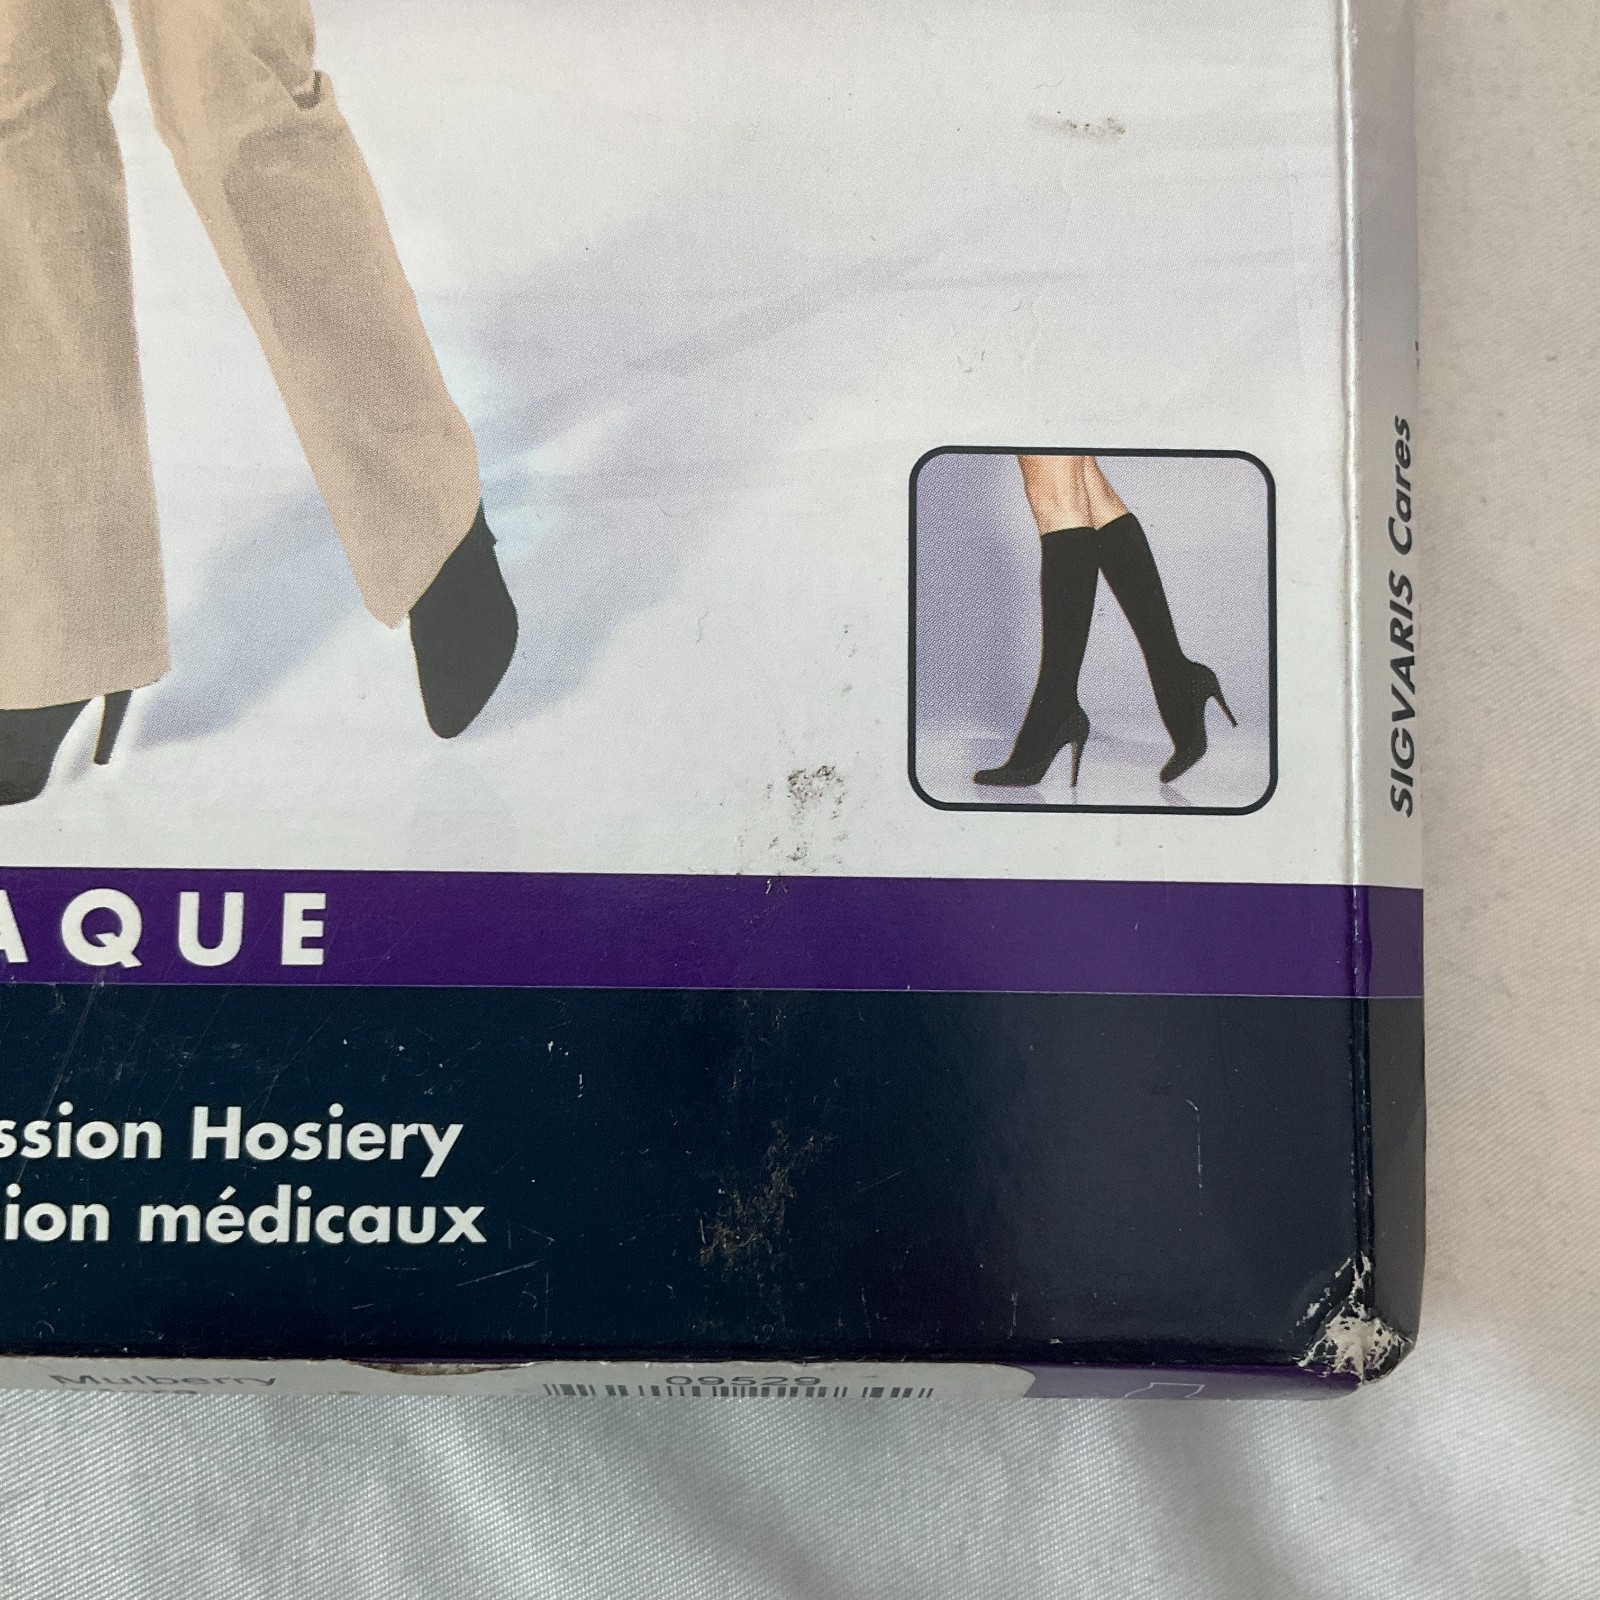 SIGVARIS Cares
AQUE
ssion Hosiery
ion médicaux
Mulberry
09529